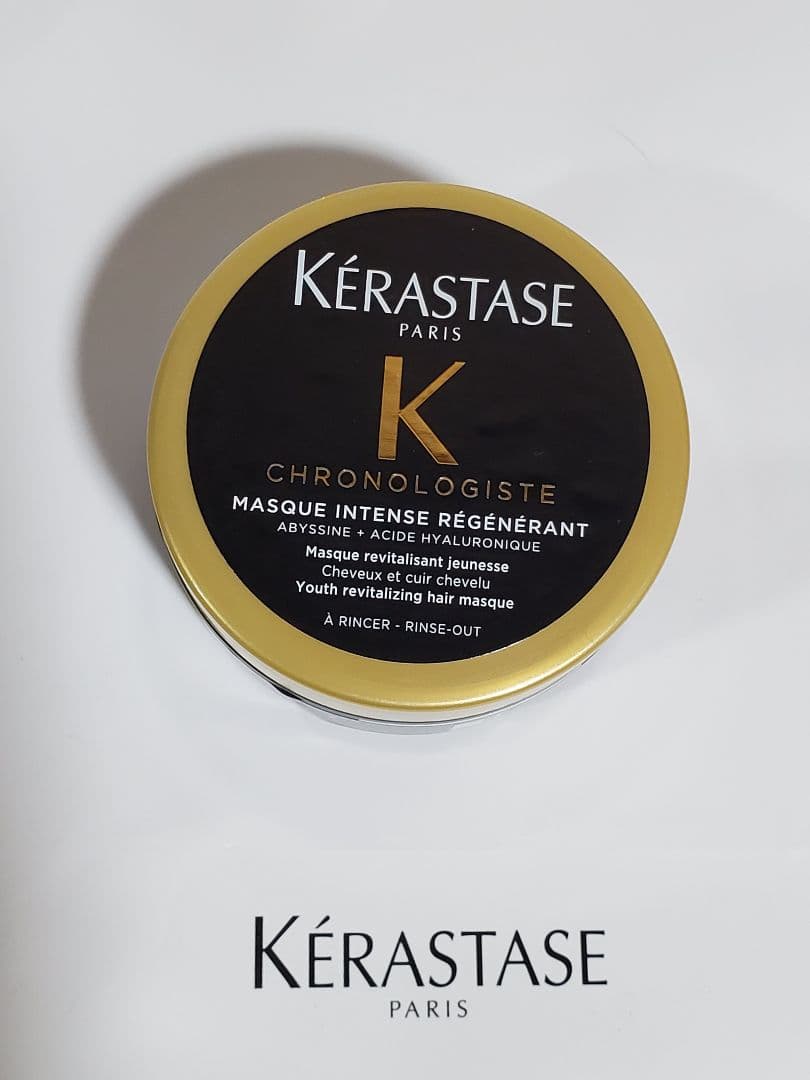 KÉRASTASE
PARIS
K
CHRONOLOGISTE
MASQUE INTENSE RÉGÉNÉRANT
ABYSSINE + ACIDE HYALURONIQUE
Masque revitalisant jeunesse
Cheveux et cuir chevelu
Youth revitalizing hair masque
À RINCER - RINSE-OUT
KÉRASTASE
PARIS